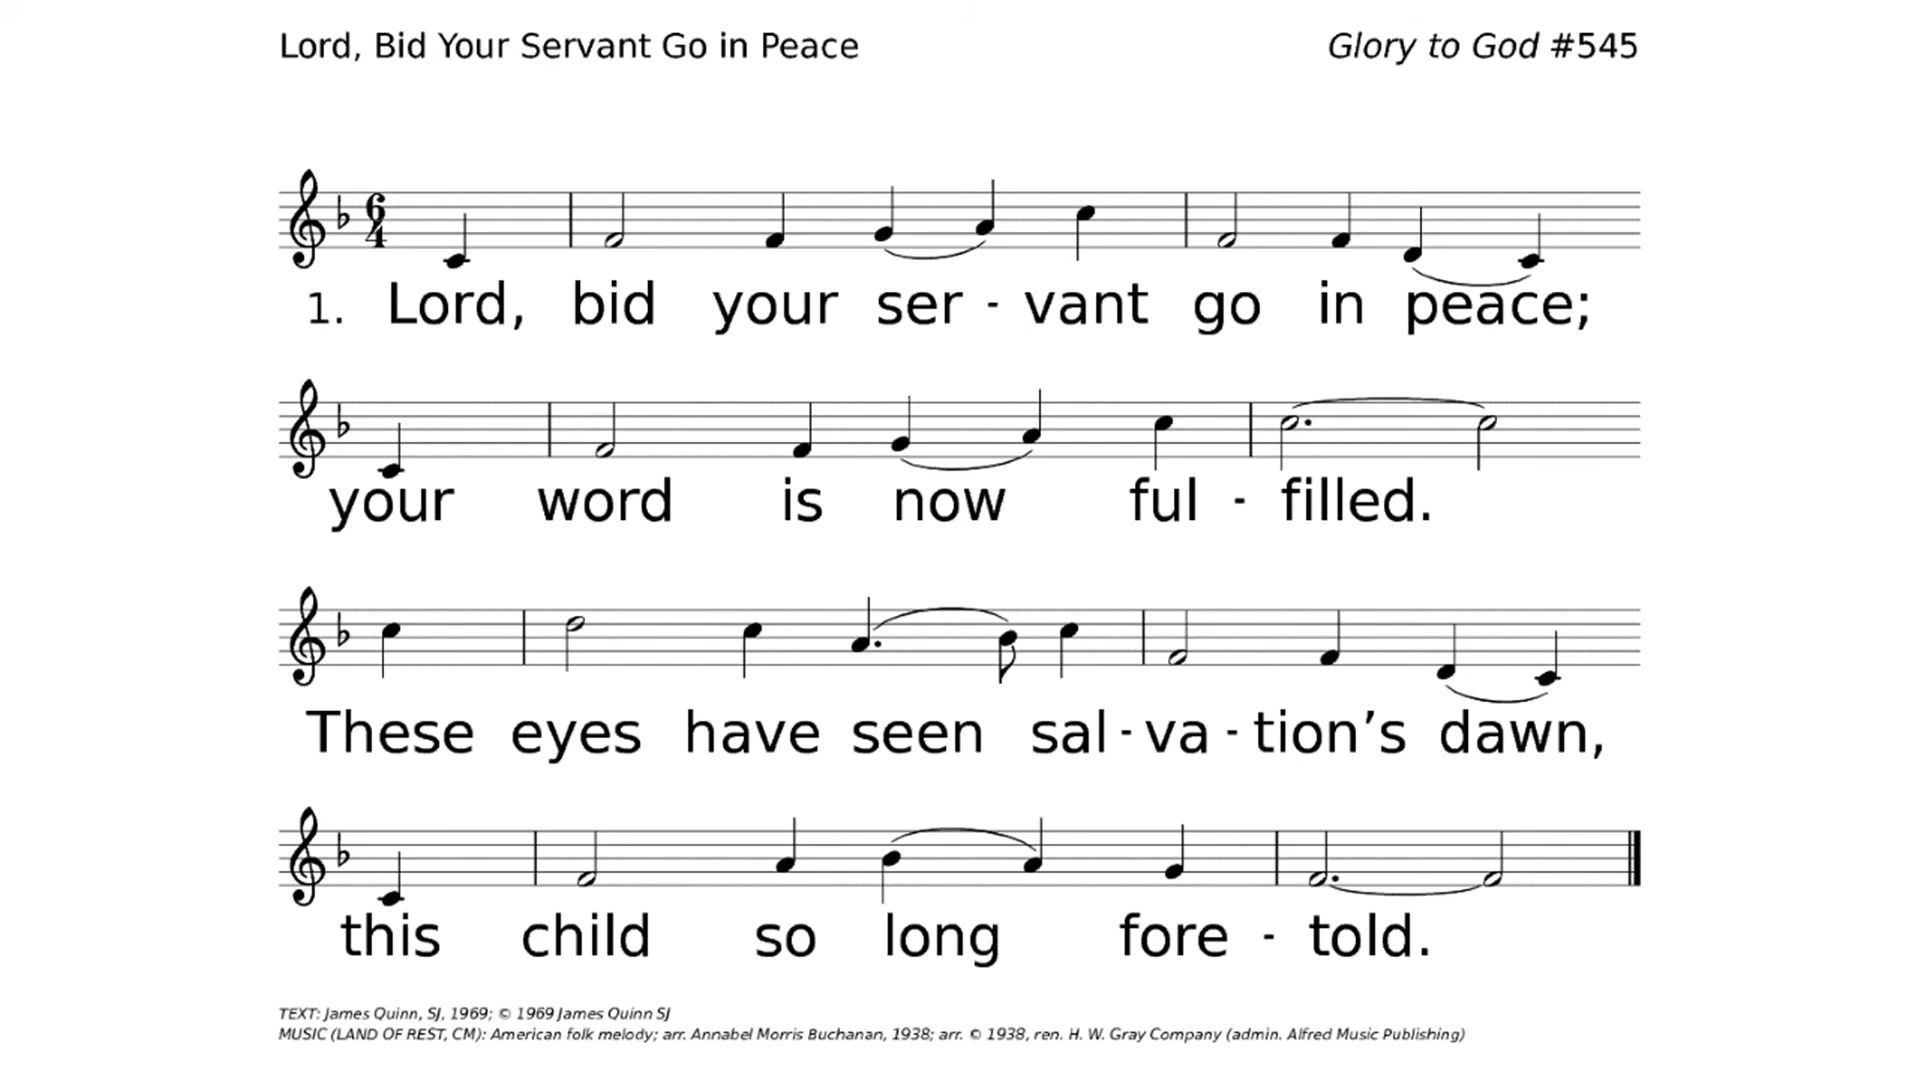 Lord, Bid Your Servant Go in Peace Glory to God #545
6
4
1. Lord, bid your ser - vant go in peace;
your word is now ful - filled.
These eyes have seen sal - va - tion’s dawn,
this child so long fore - told.
TEXT: James Quinn, SJ, 1969; © 1969 James Quinn SJ
MUSIC (LAND OF REST, CM): American folk melody; arr. Annabel Morris Buchanan, 1938; arr. © 1938, ren. H. W. Gray Company (admin. Alfred Music Publishing)